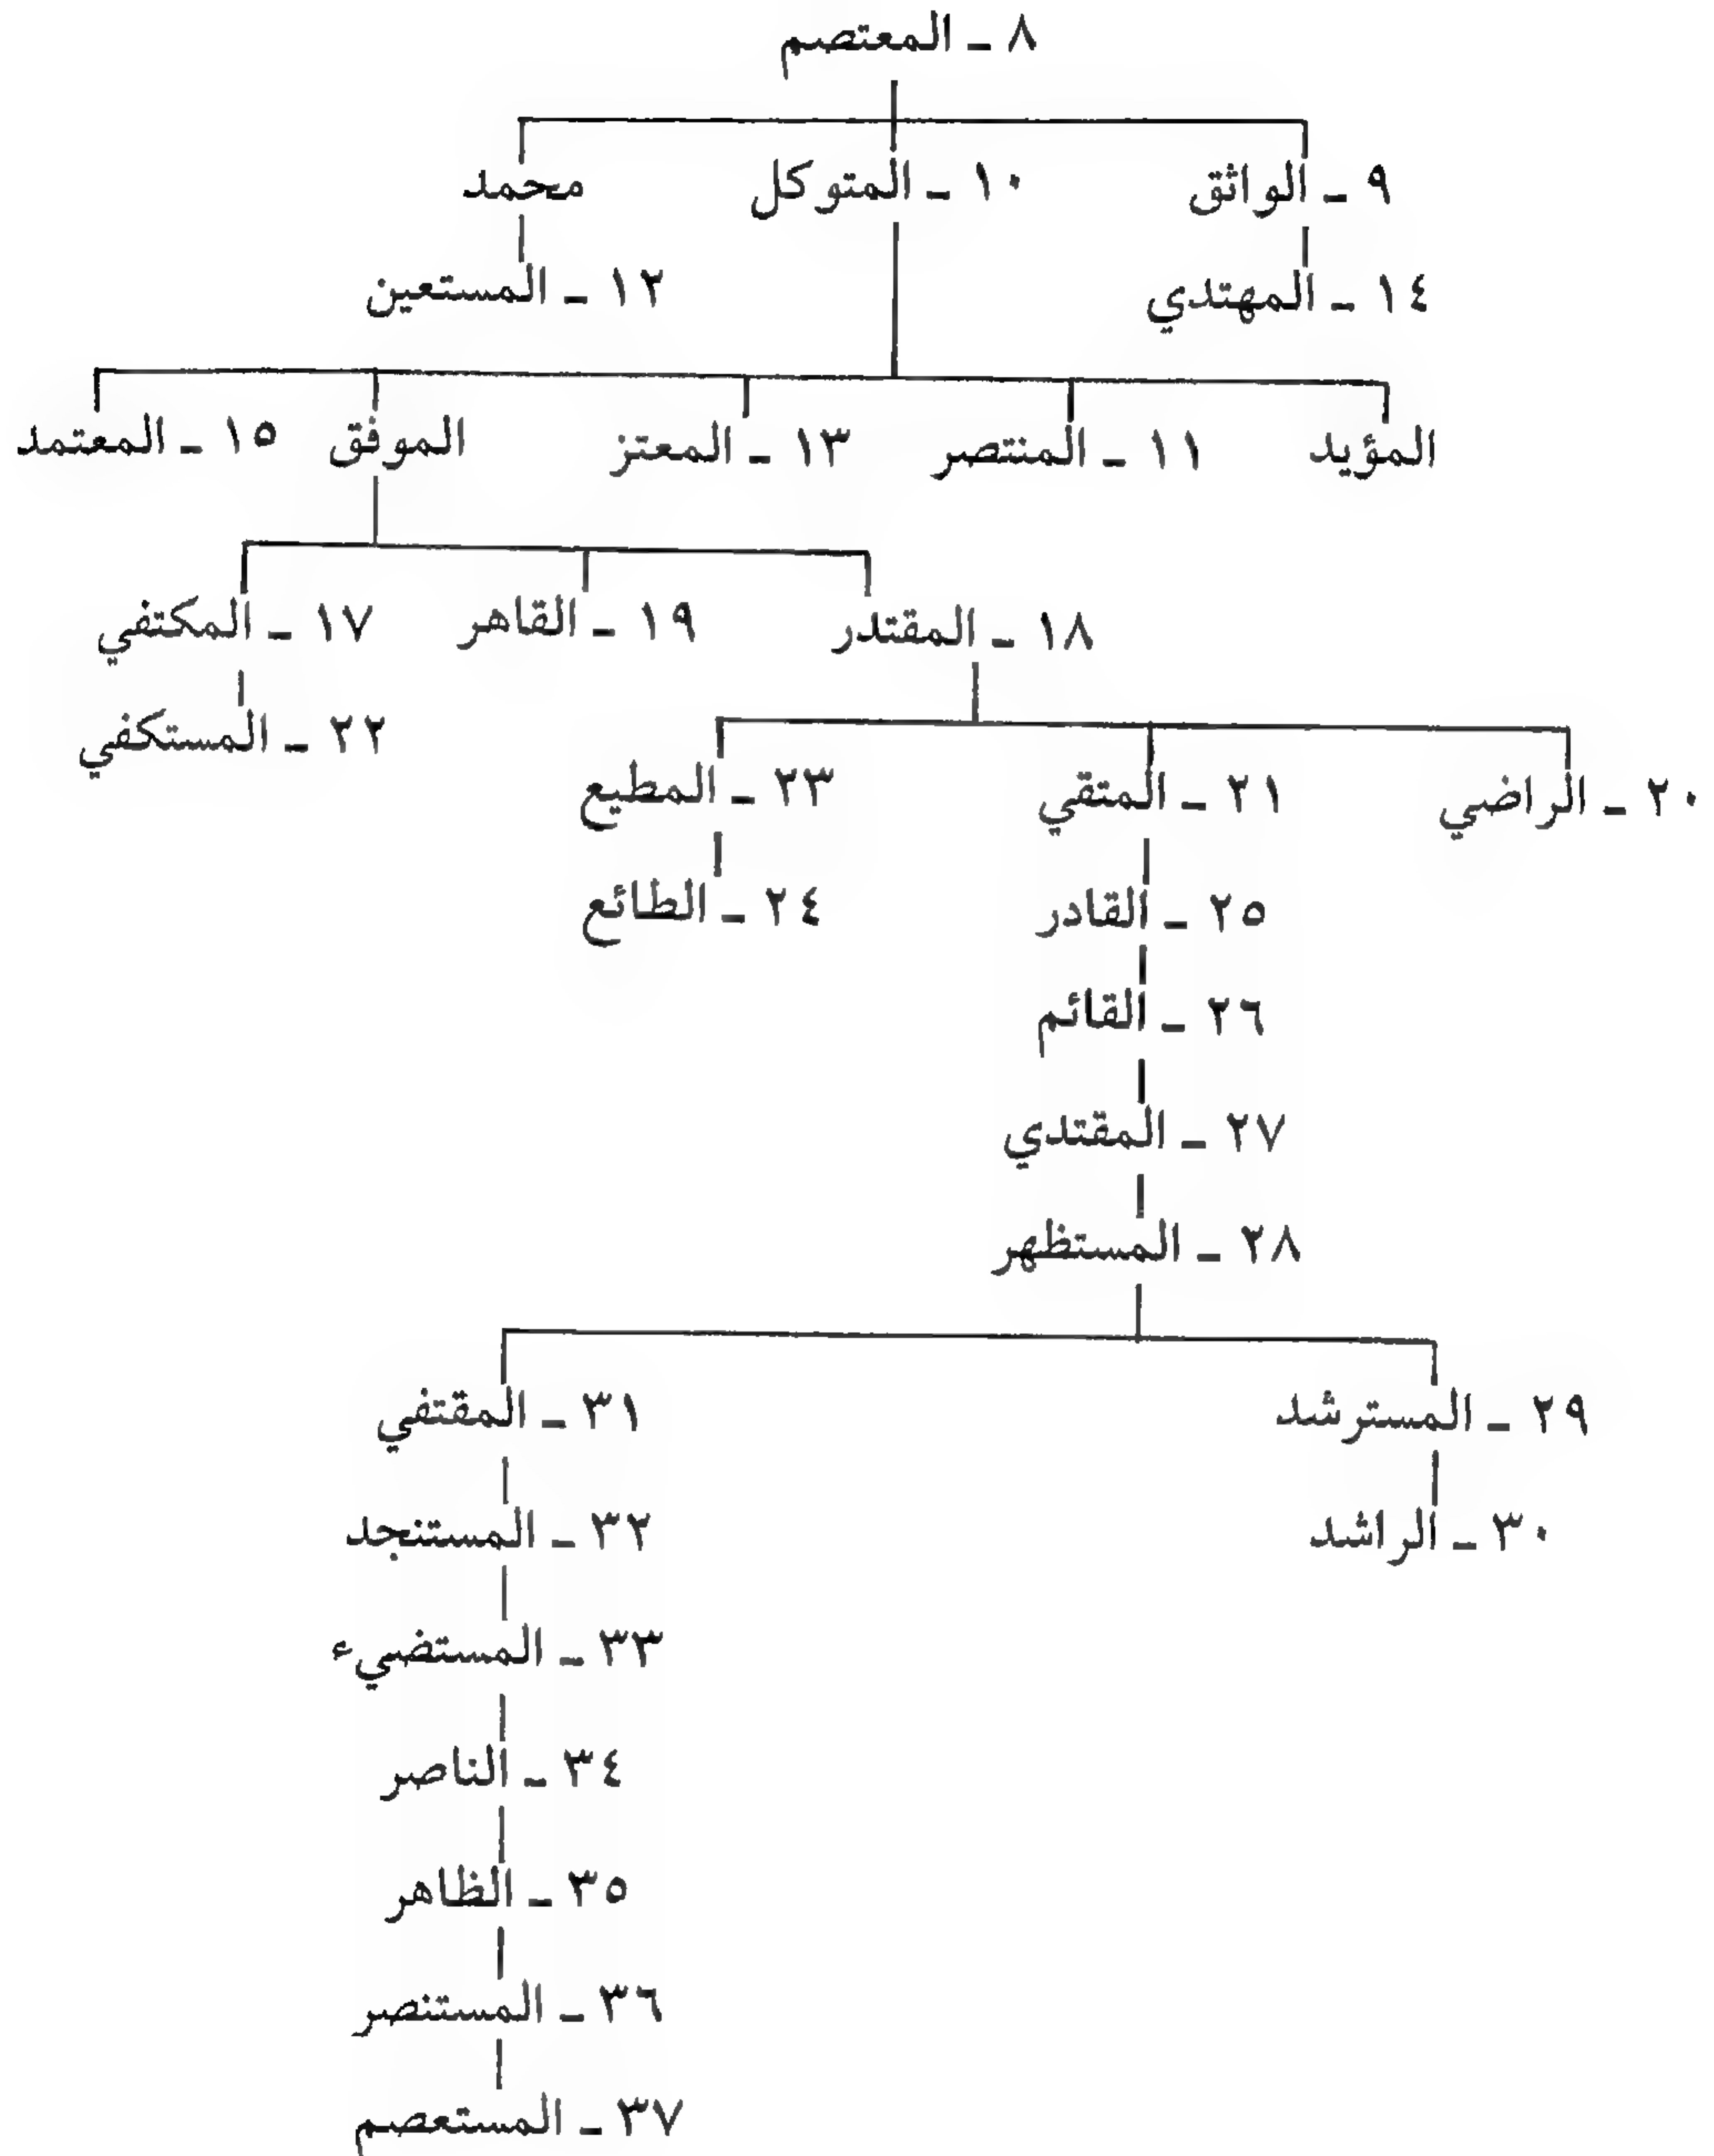 ٨ ـ المعتصم
٩ ـ الواثق ١٠ ـ المتوكل محمد
١٤ ـ المهتدي ١٢ ـ المستعين
المؤيد ١١ ـ المنتصر ١٣ ـ المعتز الموفق ١٥ ـ المعتمد
١٨ ـ المقتدر ١٩ ـ القاهر ١٧ ـ المكتفي
٢٢ ـ المستكفي
٢٠ ـ الراضي ٢١ ـ المتقي ٢٣ ـ المطيع
٢٥ ـ القادر ٢٤ ـ الطائع
٢٦ ـ القائم
٢٧ ـ المقتدي
٢٨ ـ المستظهر
٢٩ ـ المسترشد ٣١ ـ المقتفي
٣٠ ـ الراشد ٣٢ ـ المستنجد
٣٣ ـ المستضيء
٣٤ ـ الناصر
٣٥ ـ الظاهر
٣٦ ـ المستنصر
٣٧ ـ المستعصم